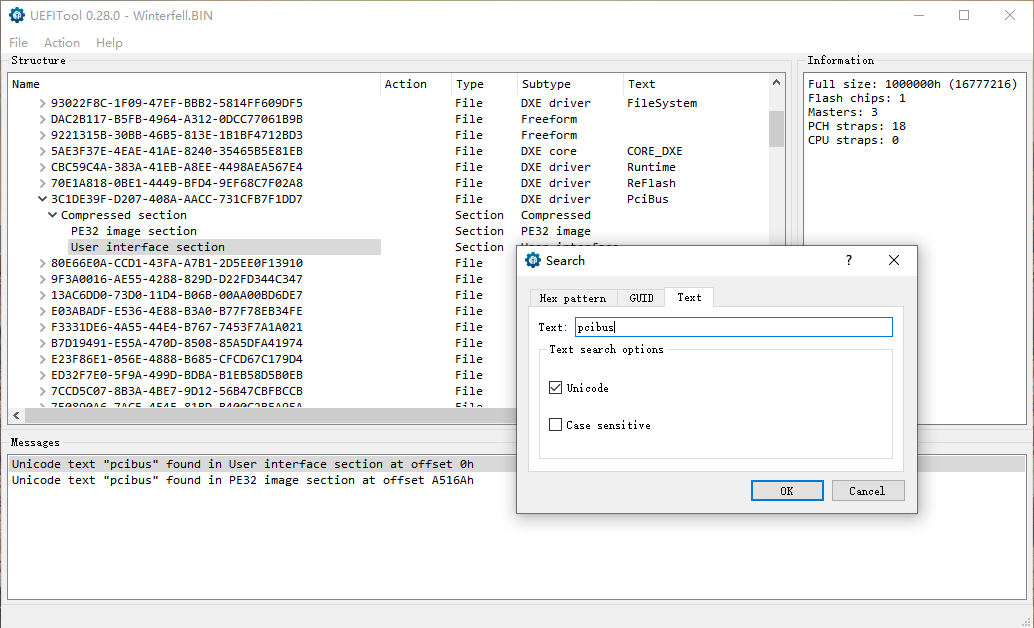 UEFITool 0.28.0 - Winterfell.BIN
File Action Help
Structure
Name Action Type Subtype Text
93022F8C-1F09-47EF-BBB2-5814FF609DF5 File DXE driver FileSystem
DAC2B117-B5FB-4964-A312-0DCC77061B9B File Freeform
9221315B-30BB-46B5-813E-1B1BF4712BD3 File Freeform
5AE3F37E-4EAE-41AE-8240-35465B5E81EB File DXE core CORE_DXE
CBC59C4A-383A-41EB-A8EE-4498AEA567E4 File DXE driver Runtime
70E1A818-0BE1-4449-BFD4-9EF68C7F02A8 File DXE driver ReFlash
3C1DE39F-D207-408A-AACC-731CFB7F1DD7 File DXE driver PciBus
Compressed section Section Compressed
PE32 image section Section PE32 image
User interface section Section User interface
80E66E0A-CCD1-43FA-A7B1-2D5EE0F13910 File
9F3A0016-AE55-4288-829D-D22FD344C347 File
13AC6DD0-73D0-11D4-B06B-00AA00BD6DE7 File
E03ABADF-E536-4E88-B3A0-B77F78EB34FE File
F3331DE6-4A55-44E4-B767-7453F7A1A021 File
B7D19491-E55A-470D-8508-85A5DFA41974 File
E23F86E1-056E-4888-B685-CFCD67C179D4 File
ED32F7E0-5F9A-499D-BDBA-B1EB58D5B0EB File
7CCD5C07-8B3A-4BE7-9D12-56B47CBFBCCB File
Information
Full size: 1000000h (16777216)
Flash chips: 1
Masters: 3
PCH straps: 18
CPU straps: 0
Search
?
Hex pattern GUID Text
Text: pcibus
Text search options
Unicode
Case sensitive
OK Cancel
Messages
Unicode text "pcibus" found in User interface section at offset 0h
Unicode text "pcibus" found in PE32 image section at offset A516Ah